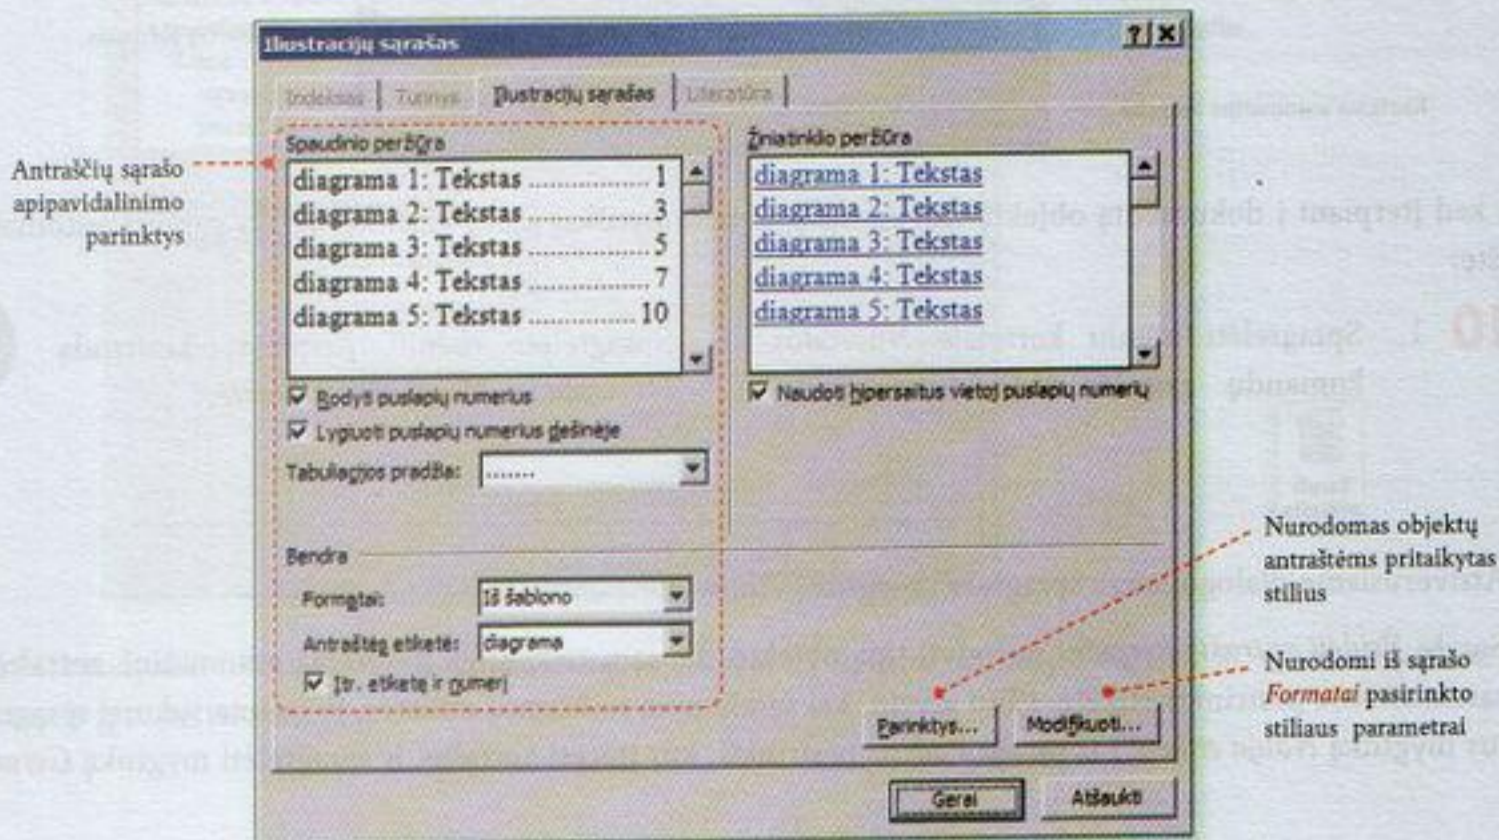 Iliustracijų sąrašas
Indeksas
Turinys
Iliustracijų sąrašas
Literatūra
Spaudinio peržiūra
diagrama 1: Tekstas ................. 1
diagrama 2: Tekstas ................. 3
diagrama 3: Tekstas ................. 5
diagrama 4: Tekstas ................. 7
diagrama 5: Tekstas ............... 10
Rodyti puslapių numerius
Lygiuoti puslapių numerius dešinėje
Tabuliacijos pradžia: .......
Žiniatinklio peržiūra
diagrama 1: Tekstas
diagrama 2: Tekstas
diagrama 3: Tekstas
diagrama 4: Tekstas
diagrama 5: Tekstas
Naudoti hipersaitus vietoj puslapių numerių
Bendra
Formatai: Iš šablono
Antraštės etiketė: diagrama
Įtr. etiketę ir numerį
Parinktys...
Modifikuoti...
Gerai
Atšaukti
Antraščių sąrašo
apipavidalinimo
parinktys
Nurodomas objektų
antraštėms pritaikytas
stilius
Nurodomi iš sąrašo
Formatai pasirinkto
stiliaus parametrai